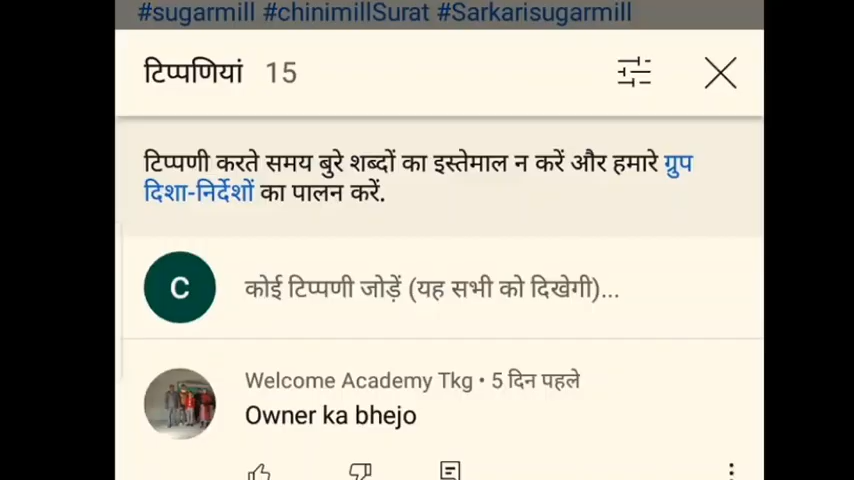 #sugarmill #chinimillSurat #Sarkarisugarmill
टिप्पणियां 15
टिप्पणी करते समय बुरे शब्दों का इस्तेमाल न करें और हमारे ग्रुप
दिशा-निर्देशों का पालन करें.
C
कोई टिप्पणी जोड़ें (यह सभी को दिखेगी)...
Welcome Academy Tkg • 5 दिन पहले
Owner ka bhejo